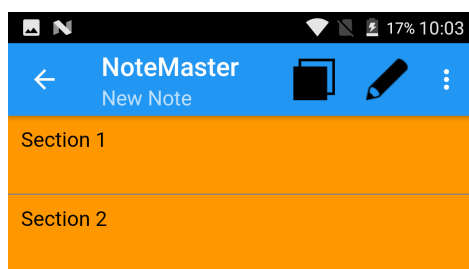 17% 10:03
NoteMaster
New Note
Section 1
Section 2